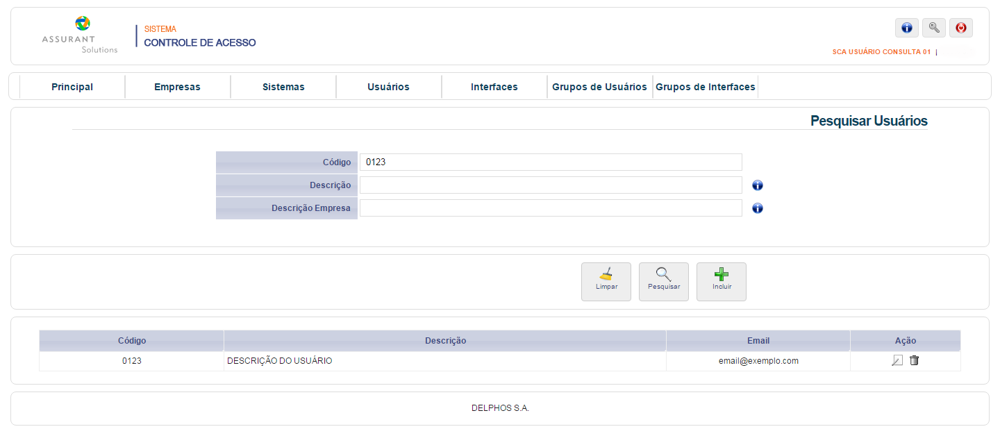 ASSURANT
Solutions
SISTEMA
CONTROLE DE ACESSO
SCA USUÁRIO CONSULTA 01 |
Principal Empresas Sistemas Usuários Interfaces Grupos de Usuários Grupos de Interfaces
Pesquisar Usuários
Código 0123
Descrição
Descrição Empresa
Limpar Pesquisar Incluir
Código Descrição Email Ação
0123 DESCRIÇÃO DO USUÁRIO email@exemplo.com
DELPHOS S.A.